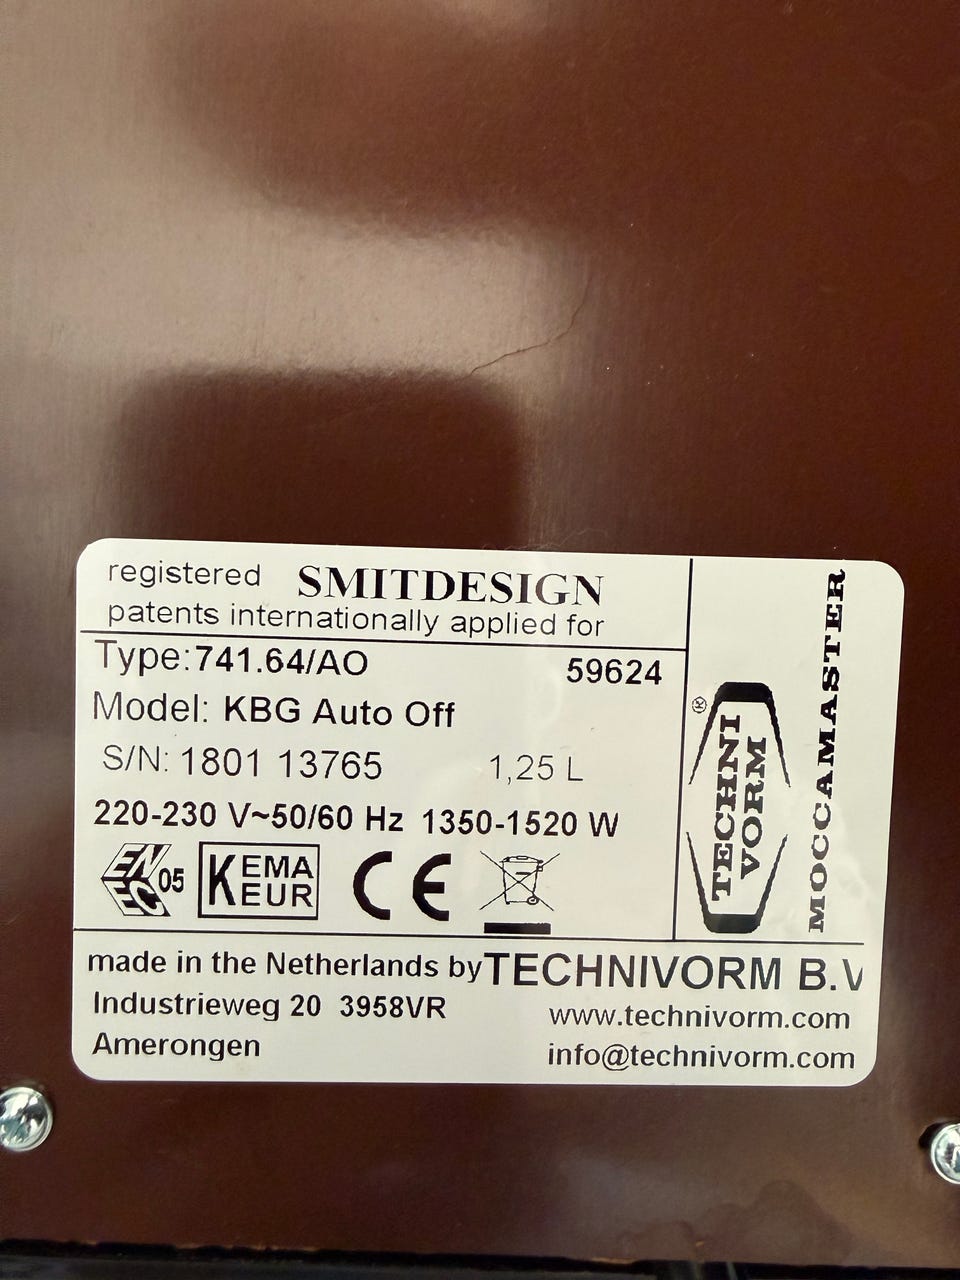 registered SMITDESIGN
patents internationally applied for
Type: 741.64/AO 59624
Model: KBG Auto Off
S/N: 1801 13765 1,25 L
220-230 V~50/60 Hz 1350-1520 W
EN EC 05 KEMA KEUR CE
made in the Netherlands by TECHNIVORM B.V
Industrieweg 20 3958VR
Amerongen
www.technivorm.com
info@technivorm.com
® TECHNI
VORM
MOCCAMASTER